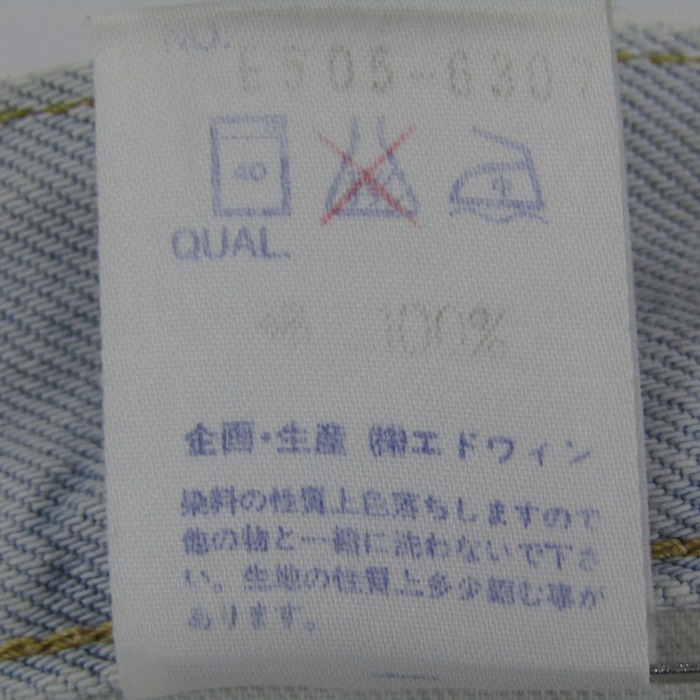 NO.
E505-6307
40
中
QUAL.
綿 100%
企画・生産 ㈱エドウィン
染料の性質上色落ちしますので
他の物と一緒に洗わないで下さ
い。生地の性質上多少縮む事が
あります。